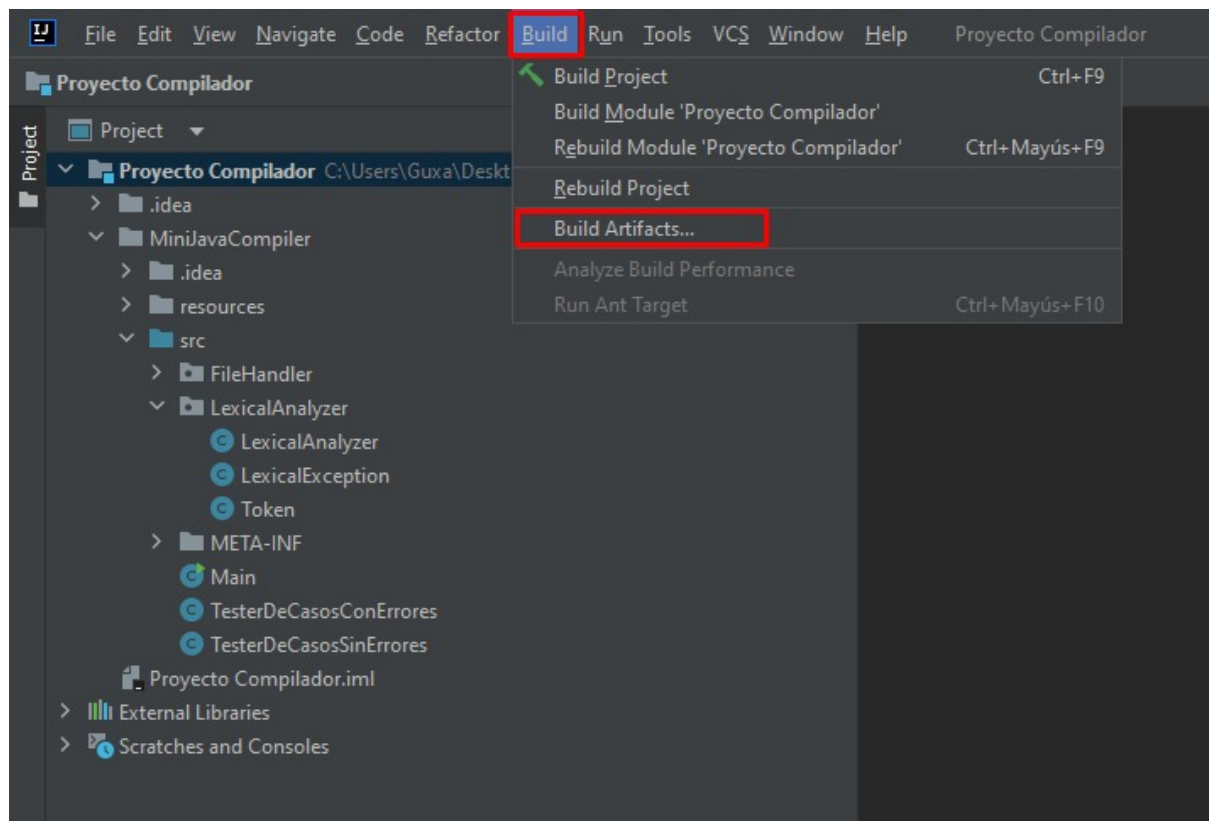 IJ File Edit View Navigate Code Refactor Build Run Tools VCS Window Help Proyecto Compilador
Proyecto Compilador
Build Project Ctrl+F9
Build Module 'Proyecto Compilador'
Rebuild Module 'Proyecto Compilador' Ctrl+Mayús+F9
Rebuild Project
Build Artifacts...
Analyze Build Performance
Run Ant Target Ctrl+Mayús+F10
Project
Project
Proyecto Compilador C:\Users\Guxa\Deskt
.idea
MiniJavaCompiler
.idea
resources
src
FileHandler
LexicalAnalyzer
LexicalAnalyzer
LexicalException
Token
META-INF
Main
TesterDeCasosConErrores
TesterDeCasosSinErrores
Proyecto Compilador.iml
External Libraries
Scratches and Consoles